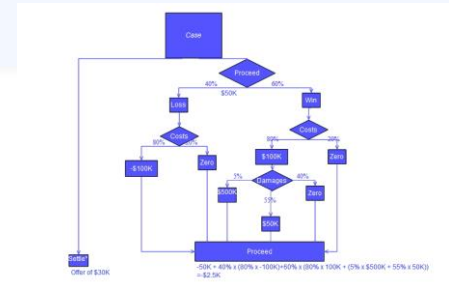 Case
Proceed
40%
60%
$50K
Loss
Win
Costs
Costs
80%
20%
80%
20%
-$100K
Zero
$100K
Zero
5%
Damages
40%
$500K
Zero
55%
$50K
Proceed
Settle*
Offer of $30K
-50K + 40% x (80% x -100K)+60% x (80% x 100K + (5% x $500K + 55% x 50K))
=-$2.5K